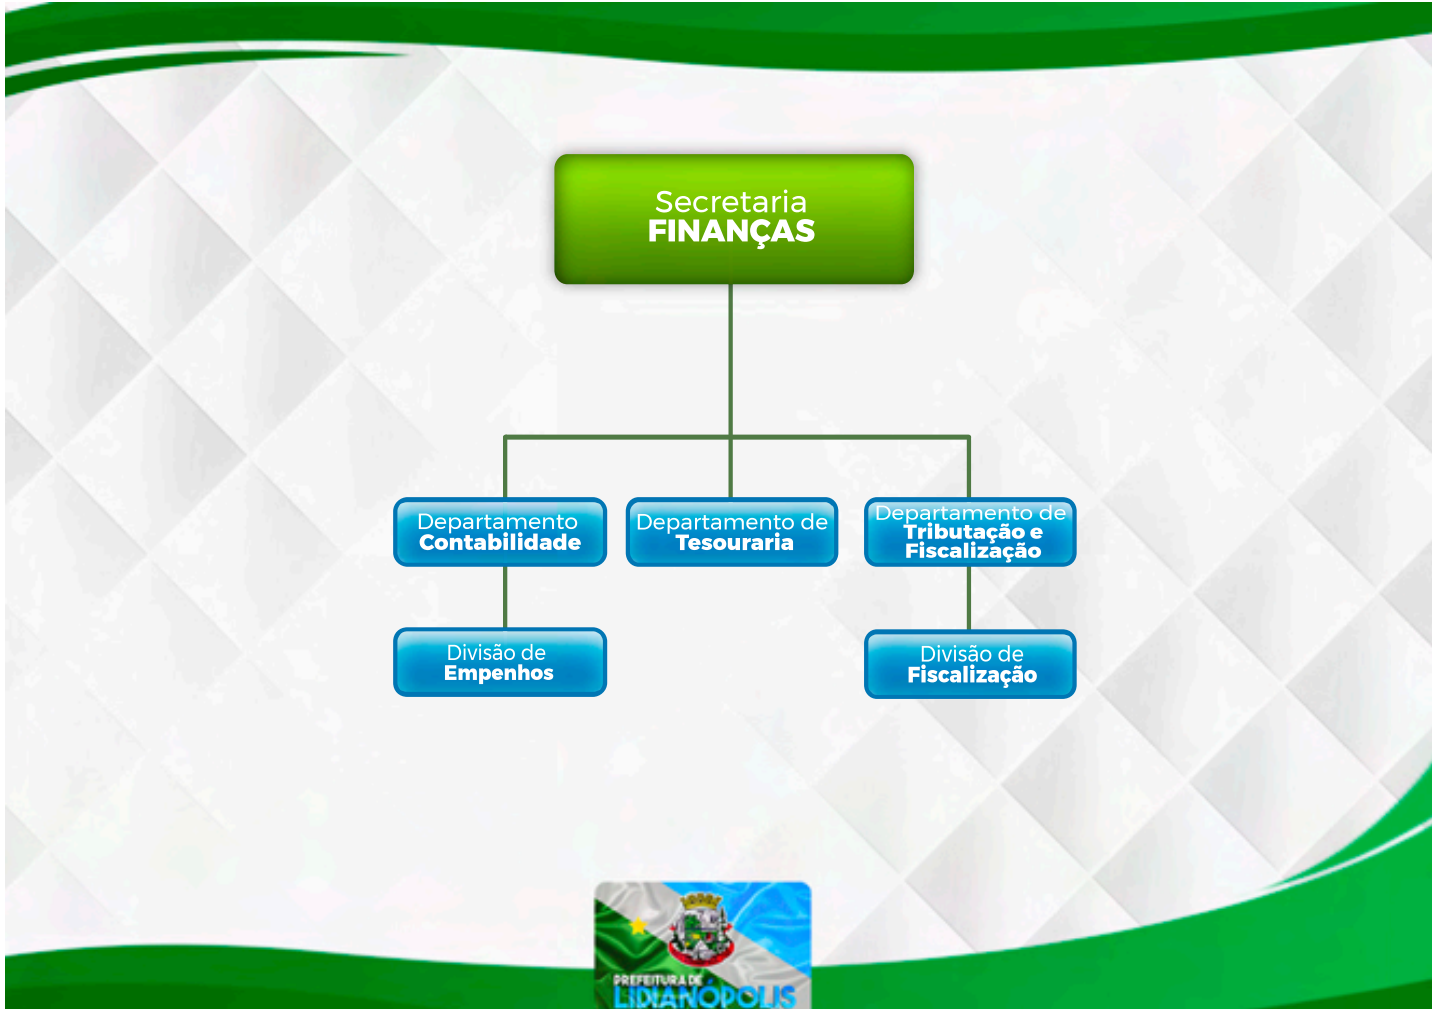 Secretaria
FINANÇAS
Departamento
Contabilidade
Departamento de
Tesouraria
Departamento de
Tributação e
Fiscalização
Divisão de
Empenhos
Divisão de
Fiscalização
PREFEITURA DE
LIDIANÓPOLIS